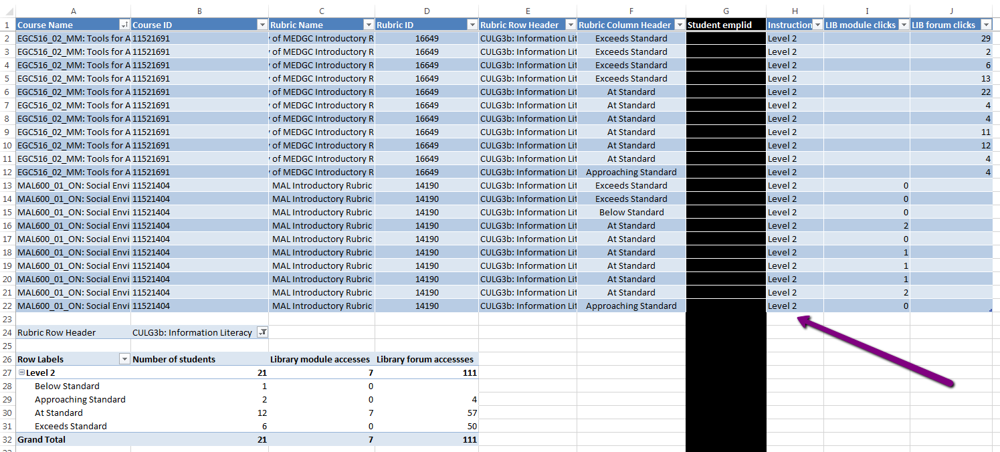 A B C D E F G H I J
1 Course Name Course ID Rubric Name Rubric ID Rubric Row Header Rubric Column Header Student emplid Instruction LIB module clicks LIB forum clicks
2 EGC516_02_MM: Tools for A 11521691 of MEDGC Introductory R 16649 CULG3b: Information Lit Exceeds Standard Level 2 29
3 EGC516_02_MM: Tools for A 11521691 of MEDGC Introductory R 16649 CULG3b: Information Lit Exceeds Standard Level 2 2
4 EGC516_02_MM: Tools for A 11521691 of MEDGC Introductory R 16649 CULG3b: Information Lit Exceeds Standard Level 2 6
5 EGC516_02_MM: Tools for A 11521691 of MEDGC Introductory R 16649 CULG3b: Information Lit Exceeds Standard Level 2 13
6 EGC516_02_MM: Tools for A 11521691 of MEDGC Introductory R 16649 CULG3b: Information Lit At Standard Level 2 22
7 EGC516_02_MM: Tools for A 11521691 of MEDGC Introductory R 16649 CULG3b: Information Lit At Standard Level 2 4
8 EGC516_02_MM: Tools for A 11521691 of MEDGC Introductory R 16649 CULG3b: Information Lit At Standard Level 2 4
9 EGC516_02_MM: Tools for A 11521691 of MEDGC Introductory R 16649 CULG3b: Information Lit At Standard Level 2 11
10 EGC516_02_MM: Tools for A 11521691 of MEDGC Introductory R 16649 CULG3b: Information Lit At Standard Level 2 12
11 EGC516_02_MM: Tools for A 11521691 of MEDGC Introductory R 16649 CULG3b: Information Lit At Standard Level 2 4
12 EGC516_02_MM: Tools for A 11521691 of MEDGC Introductory R 16649 CULG3b: Information Lit Approaching Standard Level 2 4
13 MAL600_01_ON: Social Envi 11521404 MAL Introductory Rubric 14190 CULG3b: Information Lit Exceeds Standard Level 2 0
14 MAL600_01_ON: Social Envi 11521404 MAL Introductory Rubric 14190 CULG3b: Information Lit Exceeds Standard Level 2 0
15 MAL600_01_ON: Social Envi 11521404 MAL Introductory Rubric 14190 CULG3b: Information Lit Below Standard Level 2 0
16 MAL600_01_ON: Social Envi 11521404 MAL Introductory Rubric 14190 CULG3b: Information Lit At Standard Level 2 2
17 MAL600_01_ON: Social Envi 11521404 MAL Introductory Rubric 14190 CULG3b: Information Lit At Standard Level 2 0
18 MAL600_01_ON: Social Envi 11521404 MAL Introductory Rubric 14190 CULG3b: Information Lit At Standard Level 2 1
19 MAL600_01_ON: Social Envi 11521404 MAL Introductory Rubric 14190 CULG3b: Information Lit At Standard Level 2 1
20 MAL600_01_ON: Social Envi 11521404 MAL Introductory Rubric 14190 CULG3b: Information Lit At Standard Level 2 1
21 MAL600_01_ON: Social Envi 11521404 MAL Introductory Rubric 14190 CULG3b: Information Lit At Standard Level 2 2
22 MAL600_01_ON: Social Envi 11521404 MAL Introductory Rubric 14190 CULG3b: Information Lit Approaching Standard Level 2 0
23
24 Rubric Row Header CULG3b: Information Literacy
25
26 Row Labels Number of students Library module accesses Library forum accessses
27 Level 2 21 7 111
28 Below Standard 1 0
29 Approaching Standard 2 0 4
30 At Standard 12 7 57
31 Exceeds Standard 6 0 50
32 Grand Total 21 7 111